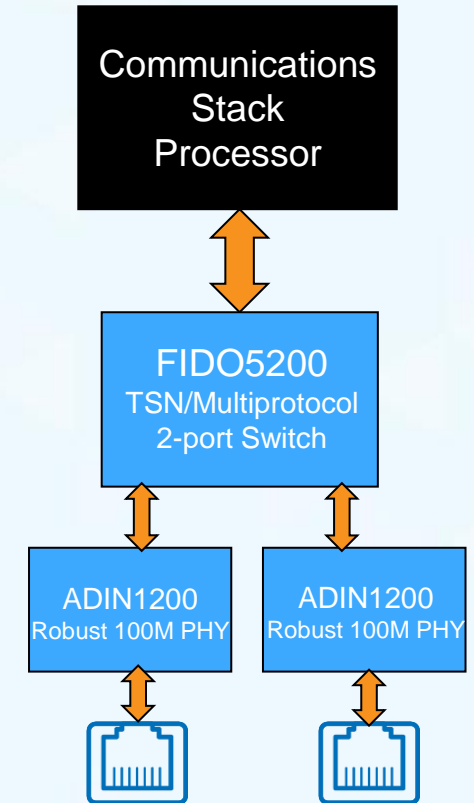 Communications
Stack
Processor
FIDO5200
TSN/Multiprotocol
2-port Switch
ADIN1200
Robust 100M PHY
ADIN1200
Robust 100M PHY